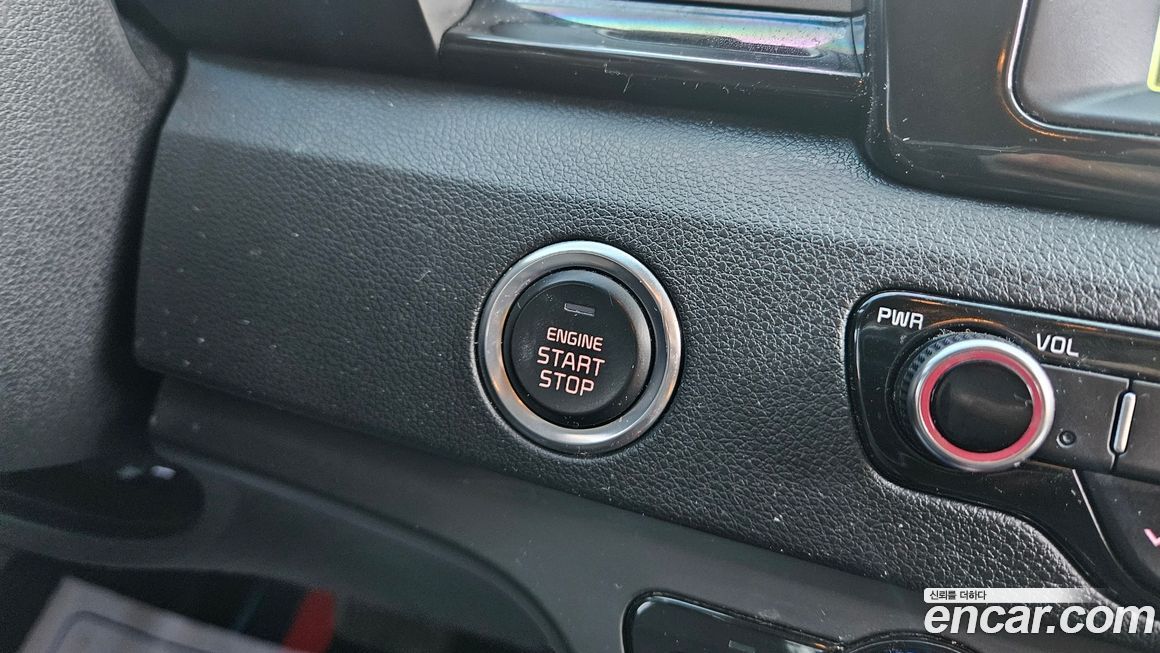 PWR
VOL
ENGINE
START
STOP
신뢰를 더하다
encar.com